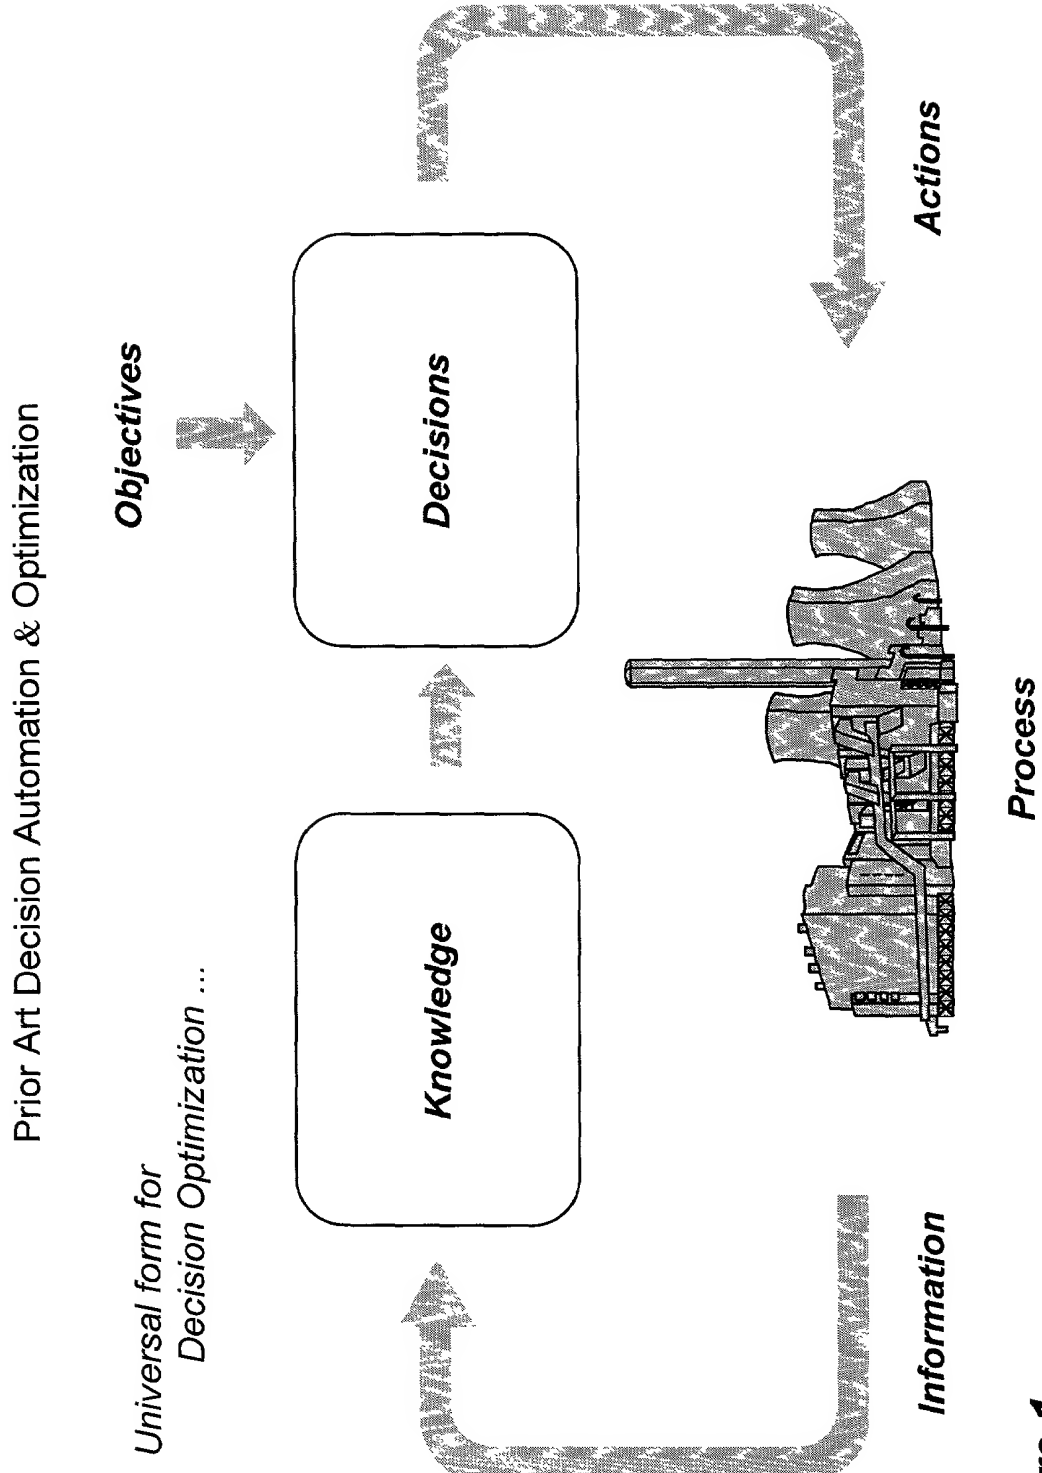 Prior Art Decision Automation & Optimization
Universal form for
Decision Optimization ...
Objectives
Knowledge
Decisions
Process
Information
Actions